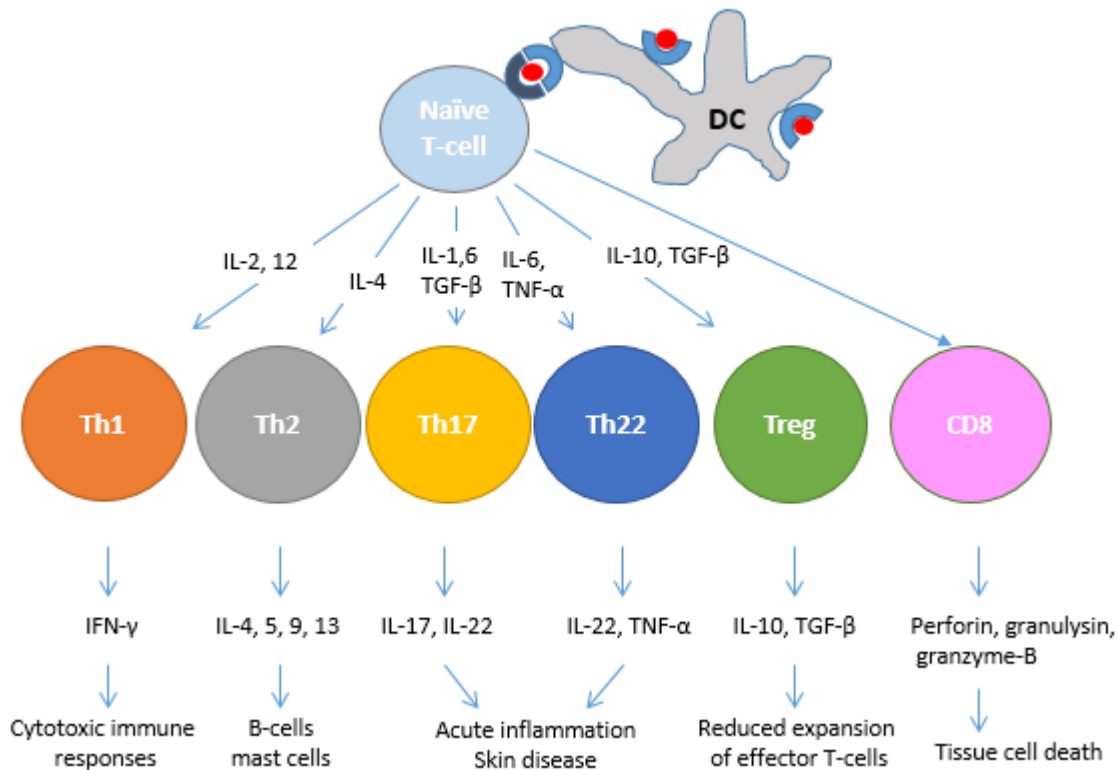 Naïve
T-cell
DC
IL-2, 12
IL-4
IL-1,6
TGF-β
IL-6,
TNF-α
IL-10, TGF-β
Th1
Th2
Th17
Th22
Treg
CD8
IFN-γ
IL-4, 5, 9, 13
IL-17, IL-22
IL-22, TNF-α
IL-10, TGF-β
Perforin, granulysin,
granzyme-B
Cytotoxic immune
responses
B-cells
mast cells
Acute inflammation
Skin disease
Reduced expansion
of effector T-cells
Tissue cell death